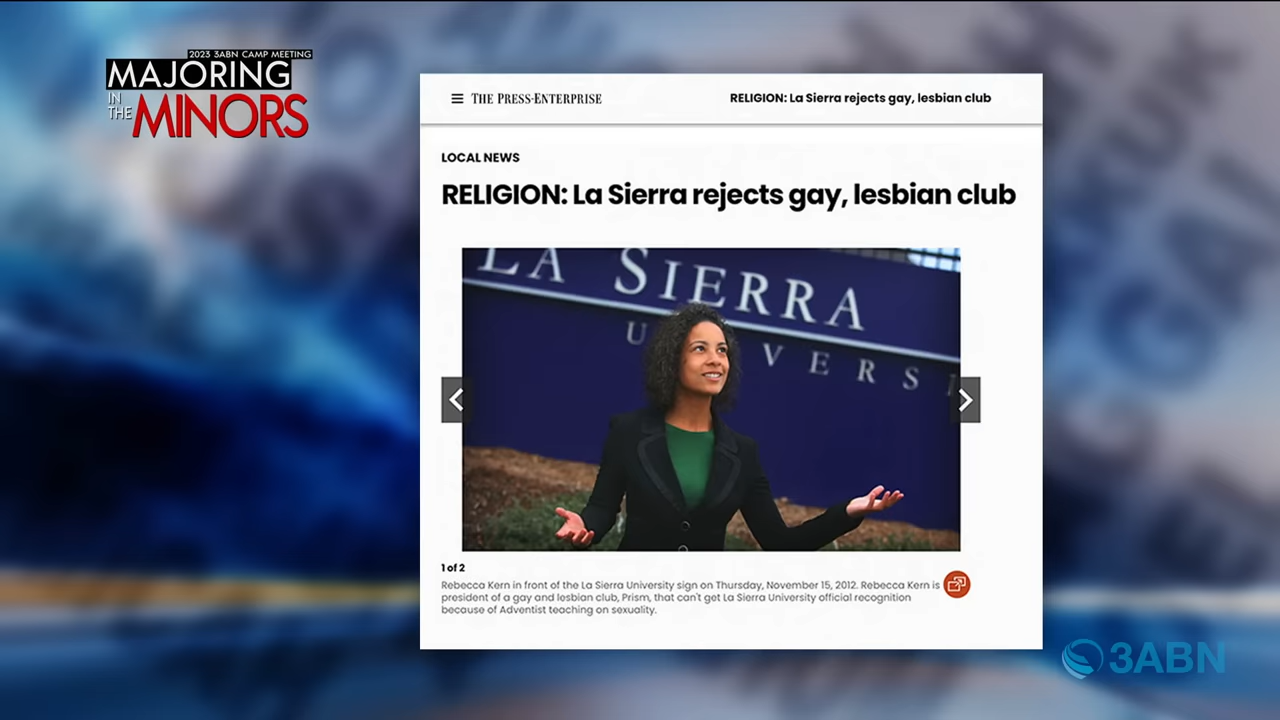 2023 3ABN CAMP MEETING
MAJORING
IN
THE
MINORS
THE PRESS-ENTERPRISE
RELIGION: La Sierra rejects gay, lesbian club
LOCAL NEWS
RELIGION: La Sierra rejects gay, lesbian club
LA SIERRA
1 of 2
Rebecca Kern in front of the La Sierra University sign on Thursday, November 15, 2012. Rebecca Kern is
president of a gay and lesbian club, Prism, that can't get La Sierra University official recognition
because of Adventist teaching on sexuality.
3ABN